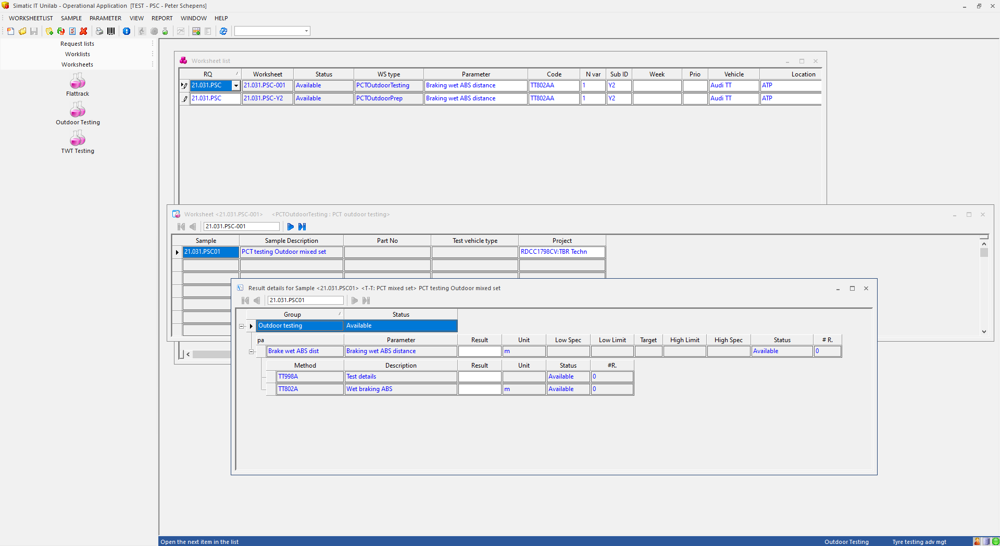 Simatic IT Unilab - Operational Application [TEST - PSC - Peter Schepens]
WORKSHEETLIST SAMPLE PARAMETER VIEW REPORT WINDOW HELP
Request lists
Worklists
Worksheets
Flattrack
Outdoor Testing
TWT Testing
Worksheet list
RQ Worksheet Status WS type Parameter Code N var Sub ID Week Prio Vehicle Location
21.031.PSC 21.031.PSC-001 Available PCTOutdoorTesting Braking wet ABS distance TT802AA 1 Y2 Audi TT ATP
21.031.PSC 21.031.PSC-Y2 Available PCTOutdoorPrep Braking wet ABS distance TT802AA 1 Y2 Audi TT ATP
Worksheet <21.031.PSC-001> <PCTOutdoorTesting : PCT outdoor testing>
21.031.PSC-001
Sample Sample Description Part No Test vehicle type Project
21.031.PSC01 PCT testing Outdoor mixed set RDCC1798CV:TBR Techn
Result details for Sample <21.031.PSC01> <T-T: PCT mixed set> PCT testing Outdoor mixed set
21.031.PSC01
Group Status
Outdoor testing Available
pa Parameter Result Unit Low Spec Low Limit Target High Limit High Spec Status # R.
Brake wet ABS dist Braking wet ABS distance m Available 0
Method Description Result Unit Status #R.
TT998A Test details Available 0
TT802A Wet braking ABS m Available 0
Open the next item in the list Outdoor Testing Tyre testing adv mgt